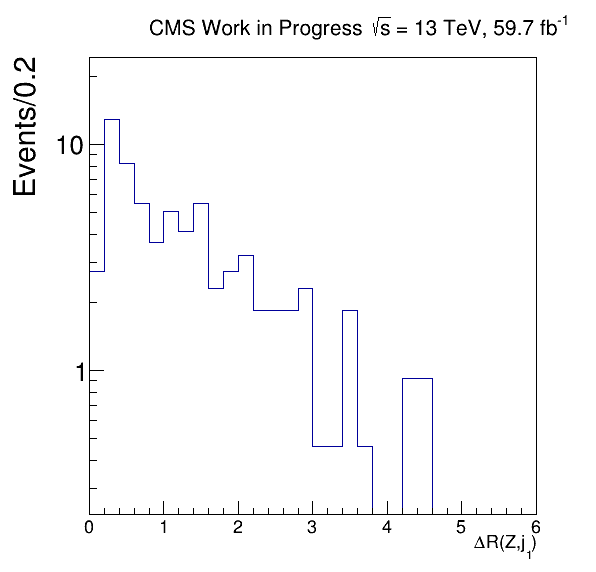 CMS Work in Progress √s = 13 TeV, 59.7 fb⁻¹
Events/0.2
10
1
0 1 2 3 4 5 6
ΔR(Z,j₁)